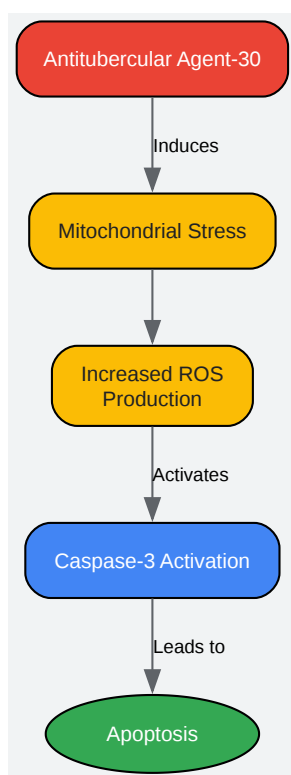 Antitubercular Agent-30
Induces
Mitochondrial Stress
Increased ROS
Production
Activates
Caspase-3 Activation
Leads to
Apoptosis